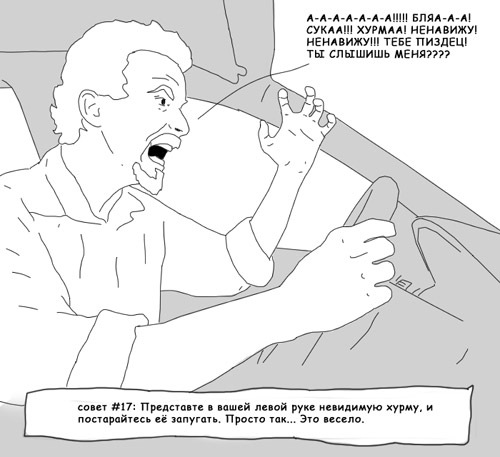 А-А-А-А-А-А-А!!!!! БЛЯА-А-А!
СУКАА!!! ХУРМАА! НЕНАВИЖУ!
НЕНАВИЖУ!!! ТЕБЕ ПИЗДЕЦ!
ТЫ СЛЫШИШЬ МЕНЯ????
совет #17: Представте в вашей левой руке невидимую хурму, и
постарайтесь её запугать. Просто так... Это весело.